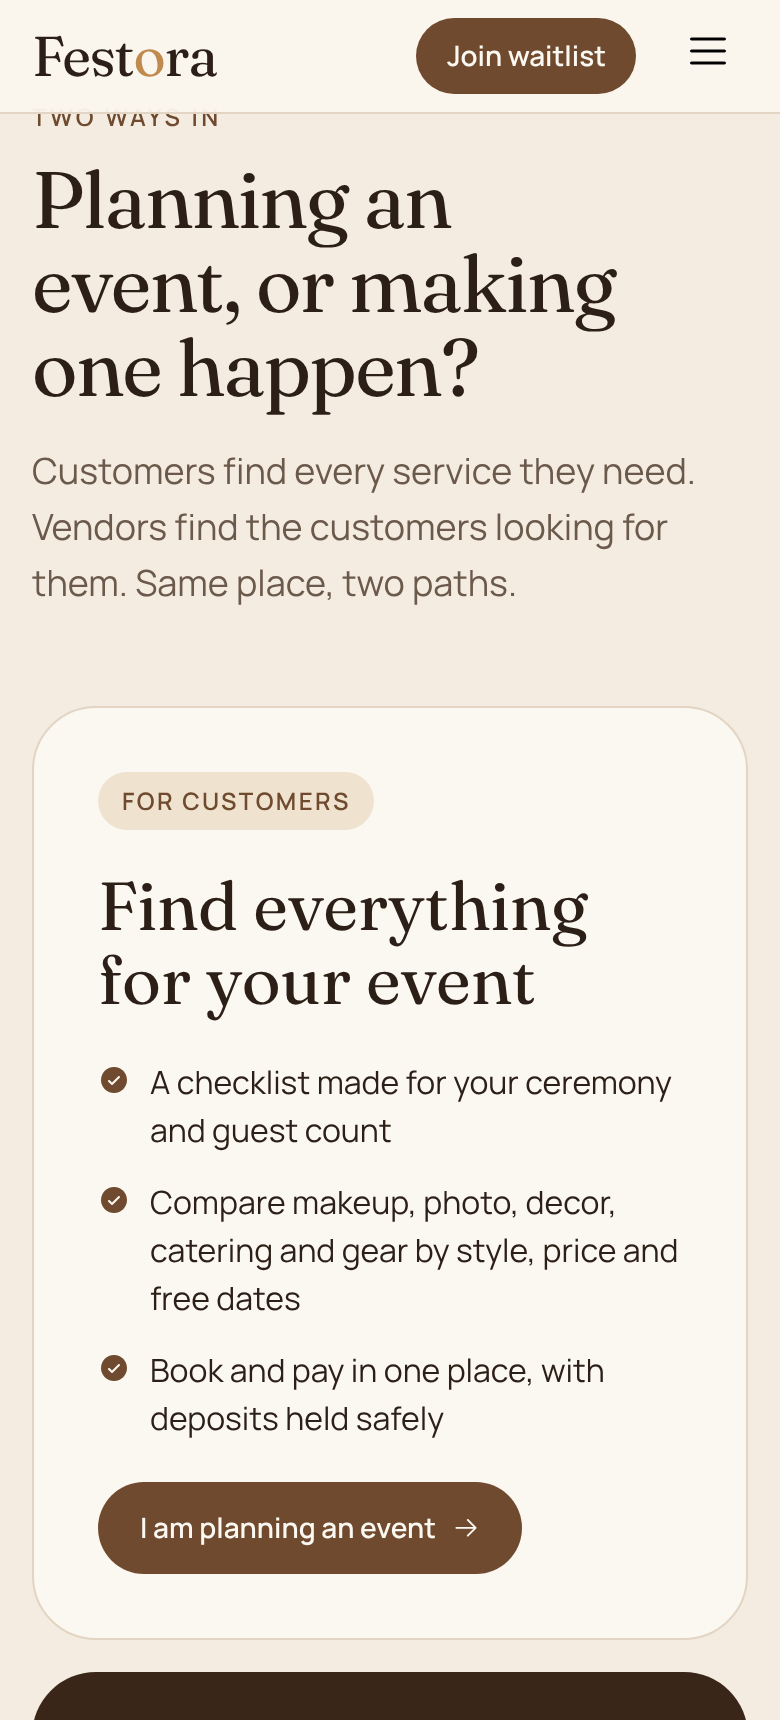 Festora
Join waitlist
TWO WAYS IN
Planning an
event, or making
one happen?
Customers find every service they need.
Vendors find the customers looking for
them. Same place, two paths.
FOR CUSTOMERS
Find everything
for your event
A checklist made for your ceremony
and guest count
Compare makeup, photo, decor,
catering and gear by style, price and
free dates
Book and pay in one place, with
deposits held safely
I am planning an event →